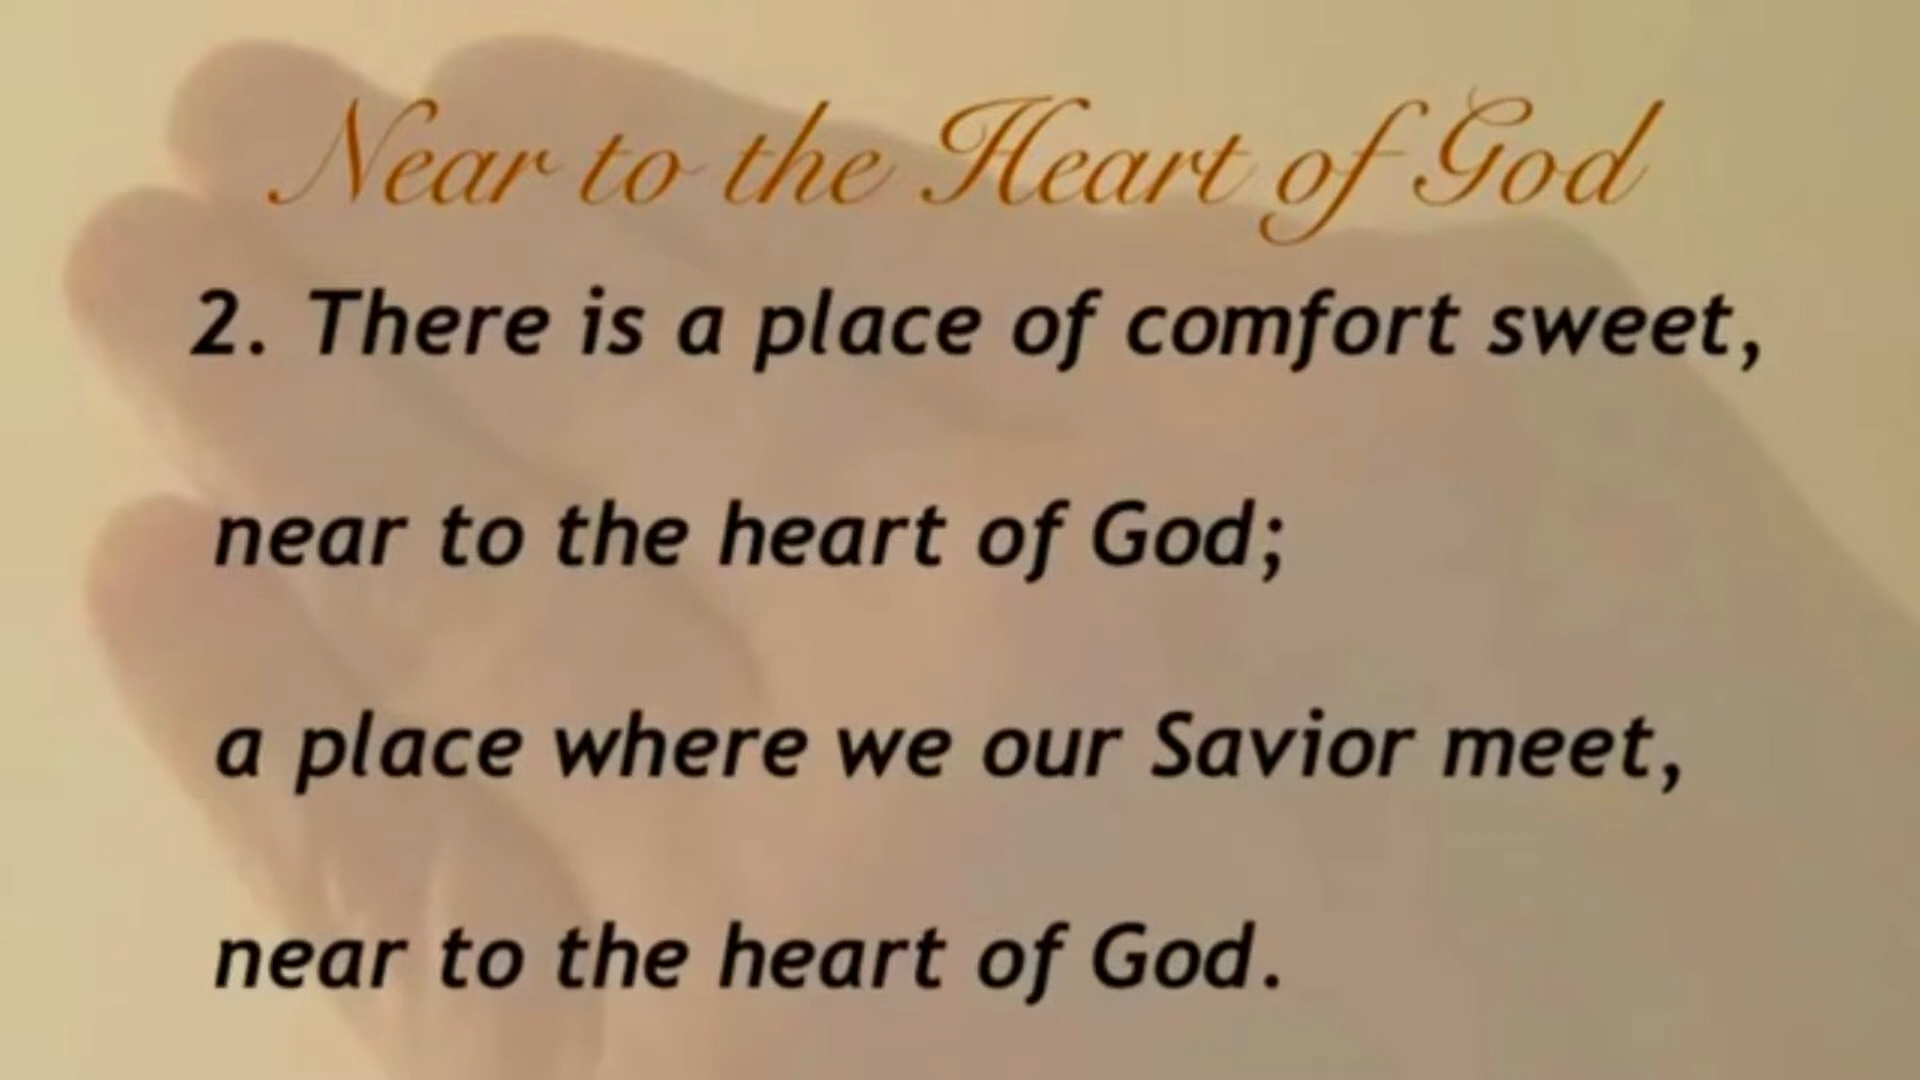 Near to the Heart of God
2. There is a place of comfort sweet,
near to the heart of God;
a place where we our Savior meet,
near to the heart of God.